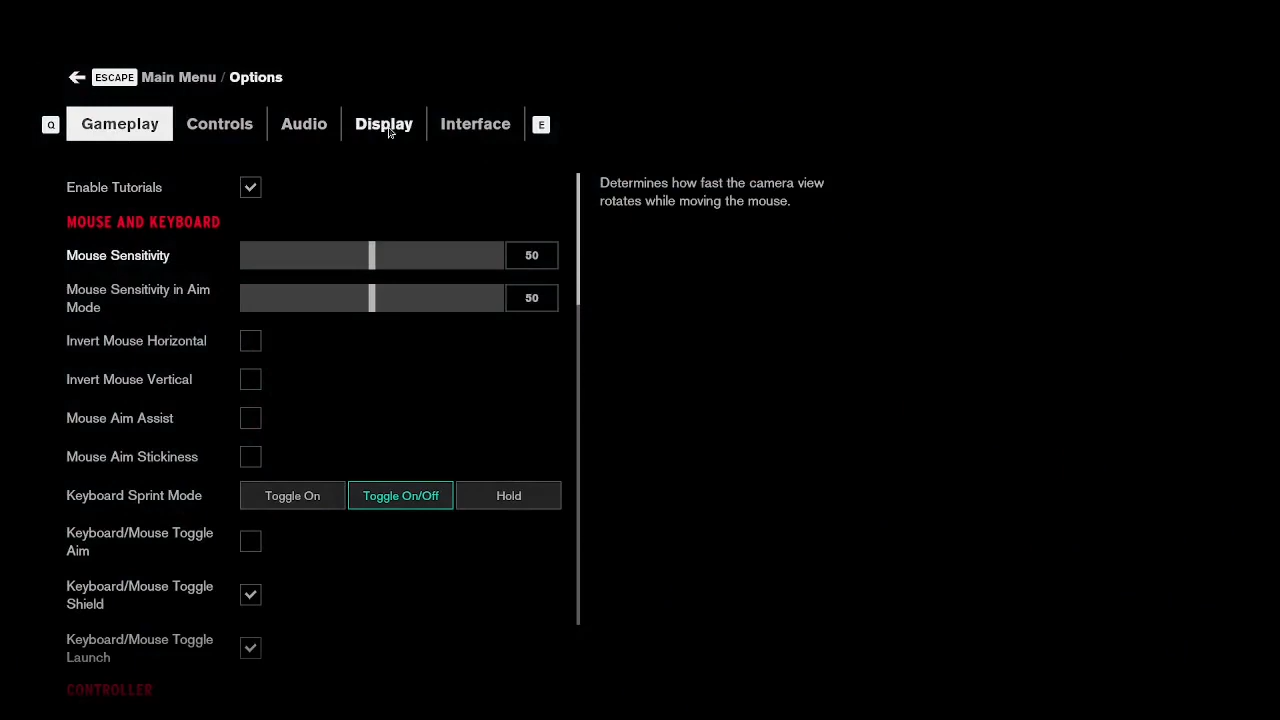 ESCAPE Main Menu / Options
Q Gameplay Controls Audio Display Interface E
Enable Tutorials
Determines how fast the camera view
rotates while moving the mouse.
MOUSE AND KEYBOARD
Mouse Sensitivity 50
Mouse Sensitivity in Aim
Mode 50
Invert Mouse Horizontal
Invert Mouse Vertical
Mouse Aim Assist
Mouse Aim Stickiness
Keyboard Sprint Mode Toggle On Toggle On/Off Hold
Keyboard/Mouse Toggle
Aim
Keyboard/Mouse Toggle
Shield
Keyboard/Mouse Toggle
Launch
CONTROLLER